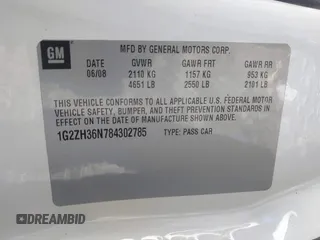 GM
MFD BY GENERAL MOTORS CORP.
DATE GVWR GAWR FRT GAWR RR
06/08 2110 KG 1157 KG 953 KG
4651 LB 2550 LB 2101 LB
THIS VEHICLE CONFORMS TO ALL APPLICABLE U.S. FEDERAL MOTOR
VEHICLE SAFETY, BUMPER, AND THEFT PREVENTION STANDARDS
IN EFFECT ON THE DATE OF MANUFACTURE SHOWN ABOVE.
1G2ZH36N784302785 TYPE: PASS CAR
DREAMBID